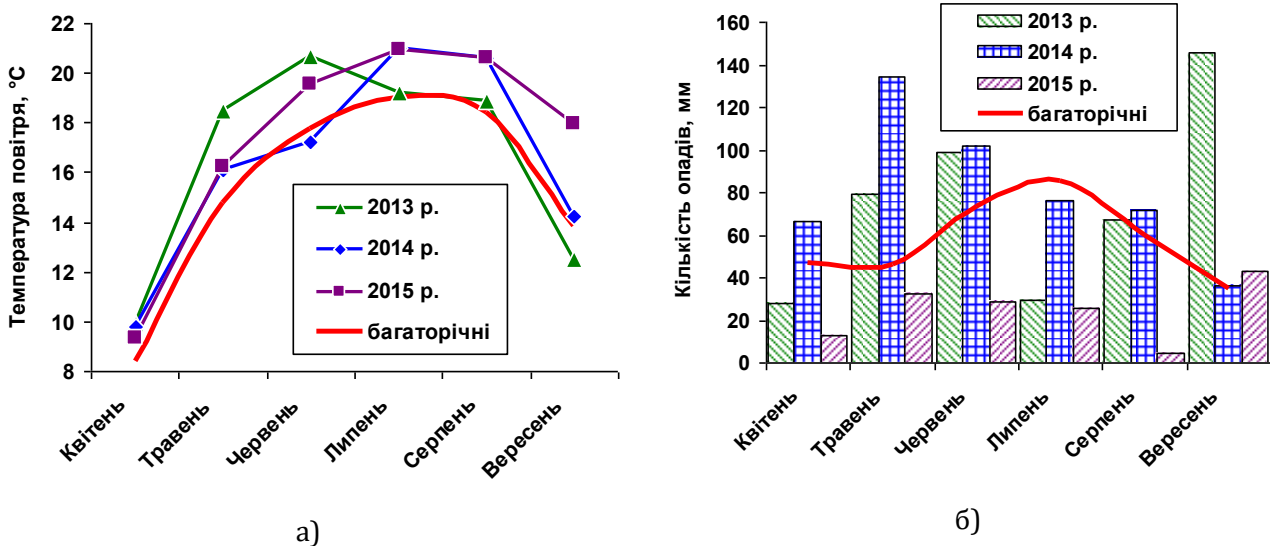 Температура повітря, °С
22
20
18
16
14
12
10
8
2013 р.
2014 р.
2015 р.
багаторічні
Квітень
Травень
Червень
Липень
Серпень
Вересень
а)
Кількість опадів, мм
160
140
120
100
80
60
40
20
0
2013 р.
2014 р.
2015 р.
багаторічні
Квітень
Травень
Червень
Липень
Серпень
Вересень
б)